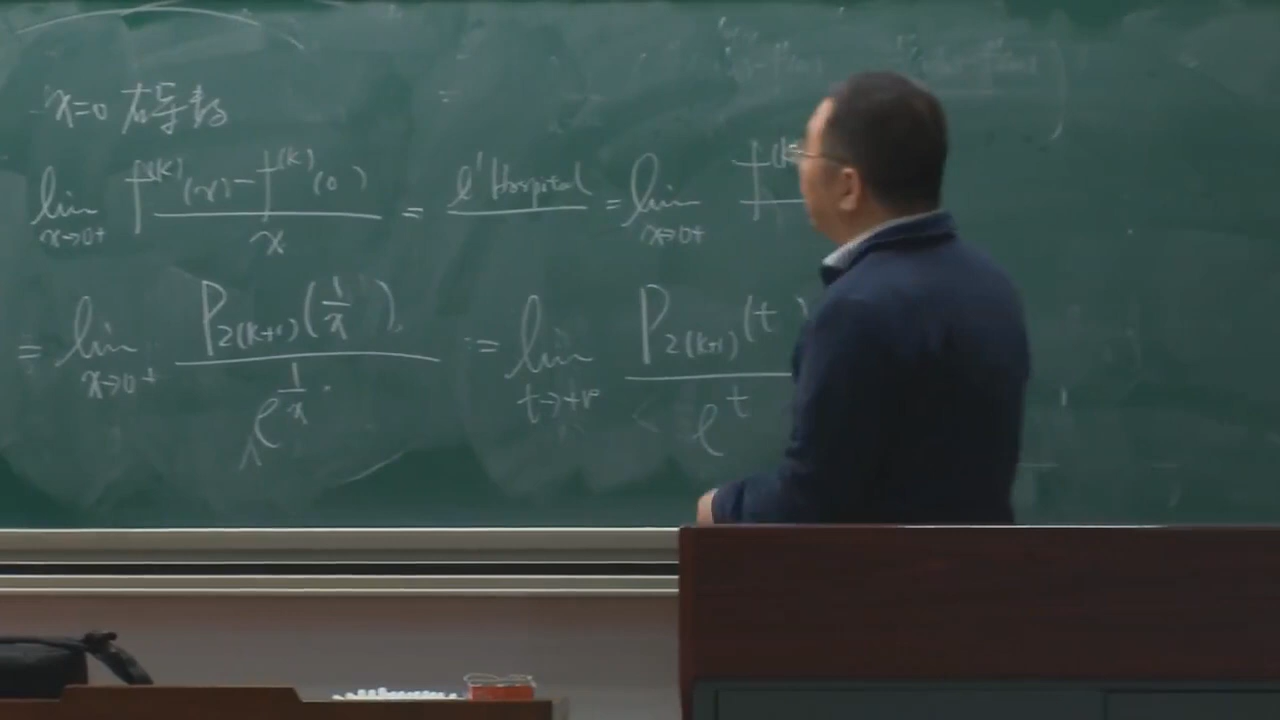 x=0 右导数
lim x→0+ f^(k)(x)-f^(k)(0) / x = l'Hospital = lim x→0+ f^(k
= lim x→0+ P_2(k+1)(1/x) / e^(1/x) = lim t→+∞ P_2(k+1)(t) / e^t